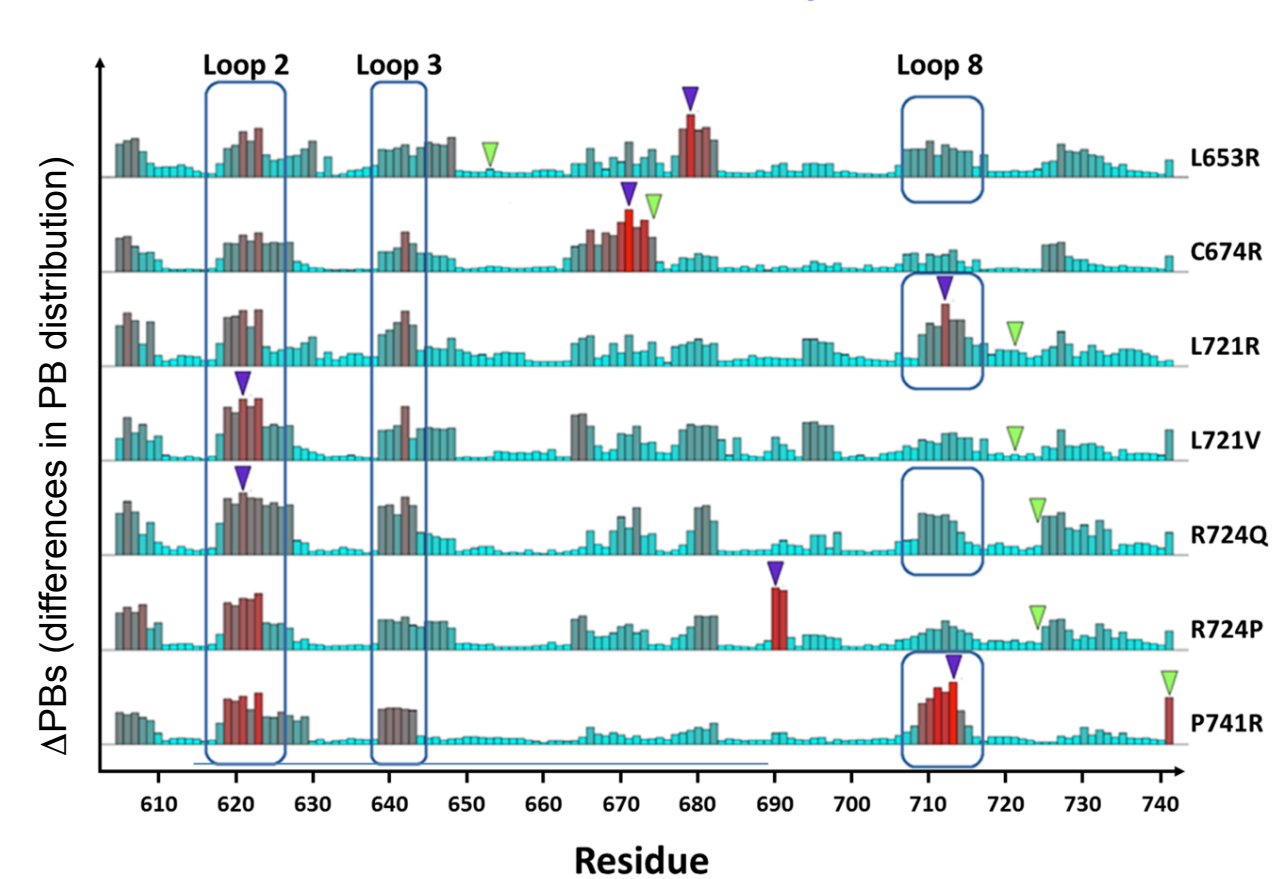 Loop 2 Loop 3 Loop 8
L653R
C674R
L721R
L721V
R724Q
R724P
P741R
ΔPBs (differences in PB distribution)
610 620 630 640 650 660 670 680 690 700 710 720 730 740
Residue